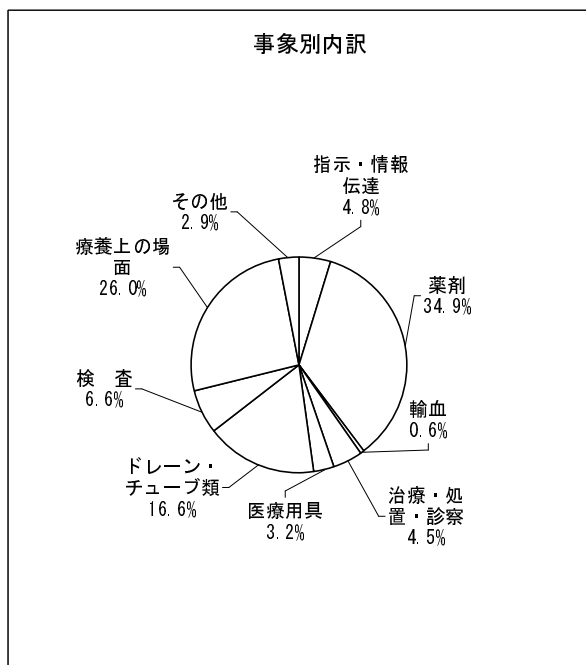 事象別内訳
指示・情報
伝達
4.8%
薬剤
34.9%
輸血
0.6%
治療・処
置・診察
4.5%
医療用具
3.2%
ドレーン・
チューブ類
16.6%
検　査
6.6%
療養上の場
面
26.0%
その他
2.9%